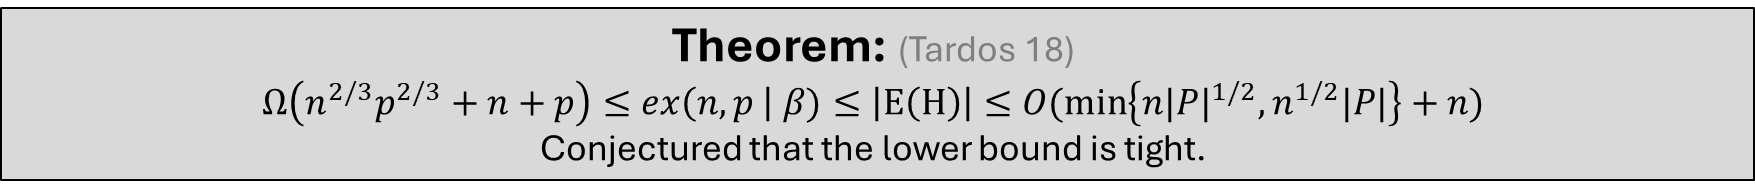 Theorem: (Tardos 18)
Ω(n^{2/3}p^{2/3} + n + p) ≤ ex(n, p | β) ≤ |E(H)| ≤ O(min{n|P|^{1/2}, n^{1/2}|P|} + n)
Conjectured that the lower bound is tight.